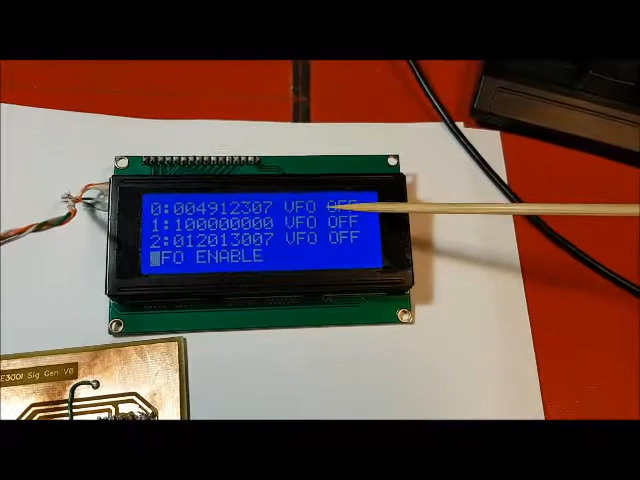 0:004912307 VFO OFF
1:100000000 VFO OFF
2:012013007 VFO OFF
FO ENABLE
Sig Gen V6